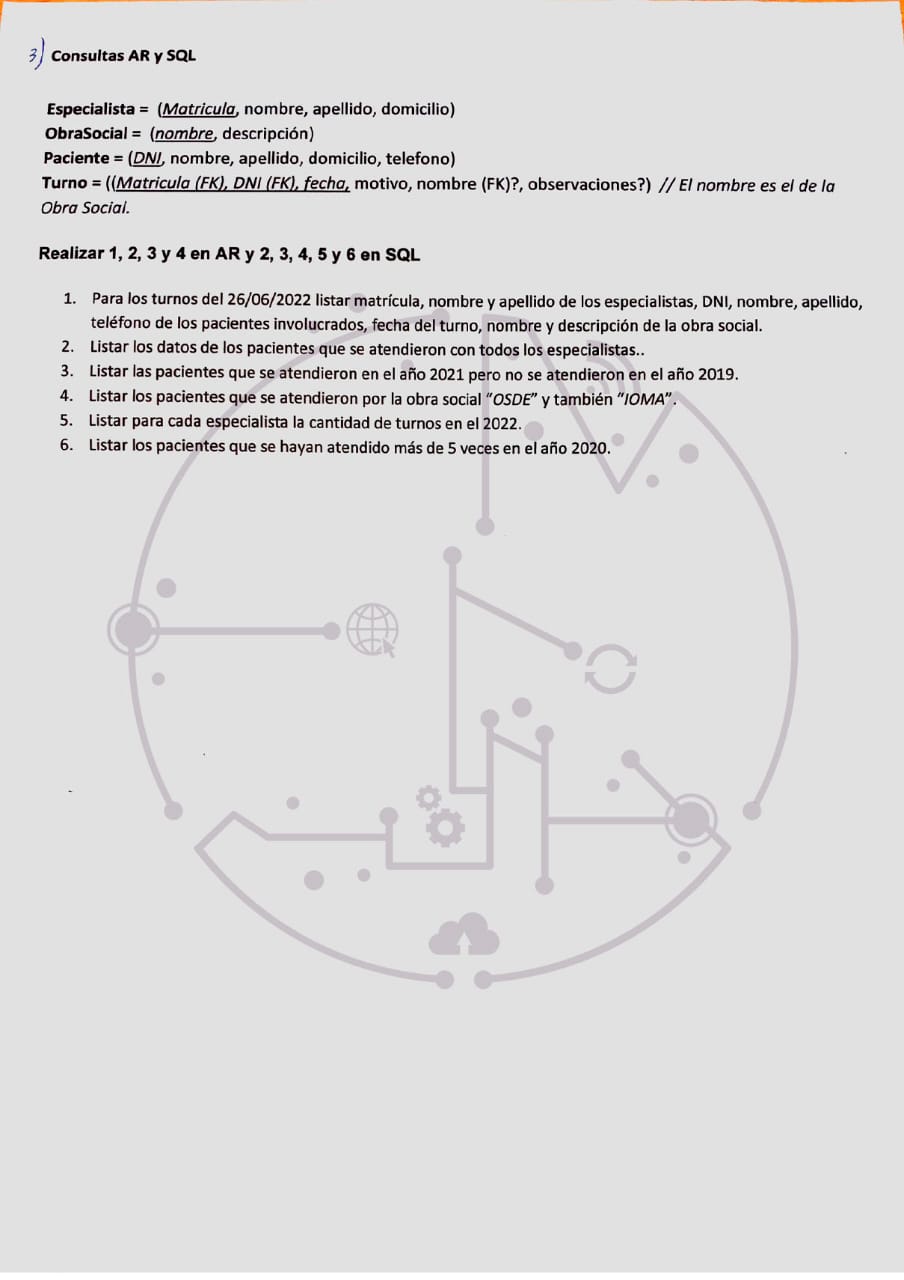 3) Consultas AR y SQL
Especialista = (Matricula, nombre, apellido, domicilio)
ObraSocial = (nombre, descripción)
Paciente = (DNI, nombre, apellido, domicilio, telefono)
Turno = ((Matricula (FK), DNI (FK), fecha, motivo, nombre (FK)?, observaciones?) // El nombre es el de la
Obra Social.
Realizar 1, 2, 3 y 4 en AR y 2, 3, 4, 5 y 6 en SQL
1. Para los turnos del 26/06/2022 listar matrícula, nombre y apellido de los especialistas, DNI, nombre, apellido,
teléfono de los pacientes involucrados, fecha del turno, nombre y descripción de la obra social.
2. Listar los datos de los pacientes que se atendieron con todos los especialistas..
3. Listar las pacientes que se atendieron en el año 2021 pero no se atendieron en el año 2019.
4. Listar los pacientes que se atendieron por la obra social "OSDE" y también "IOMA".
5. Listar para cada especialista la cantidad de turnos en el 2022.
6. Listar los pacientes que se hayan atendido más de 5 veces en el año 2020.